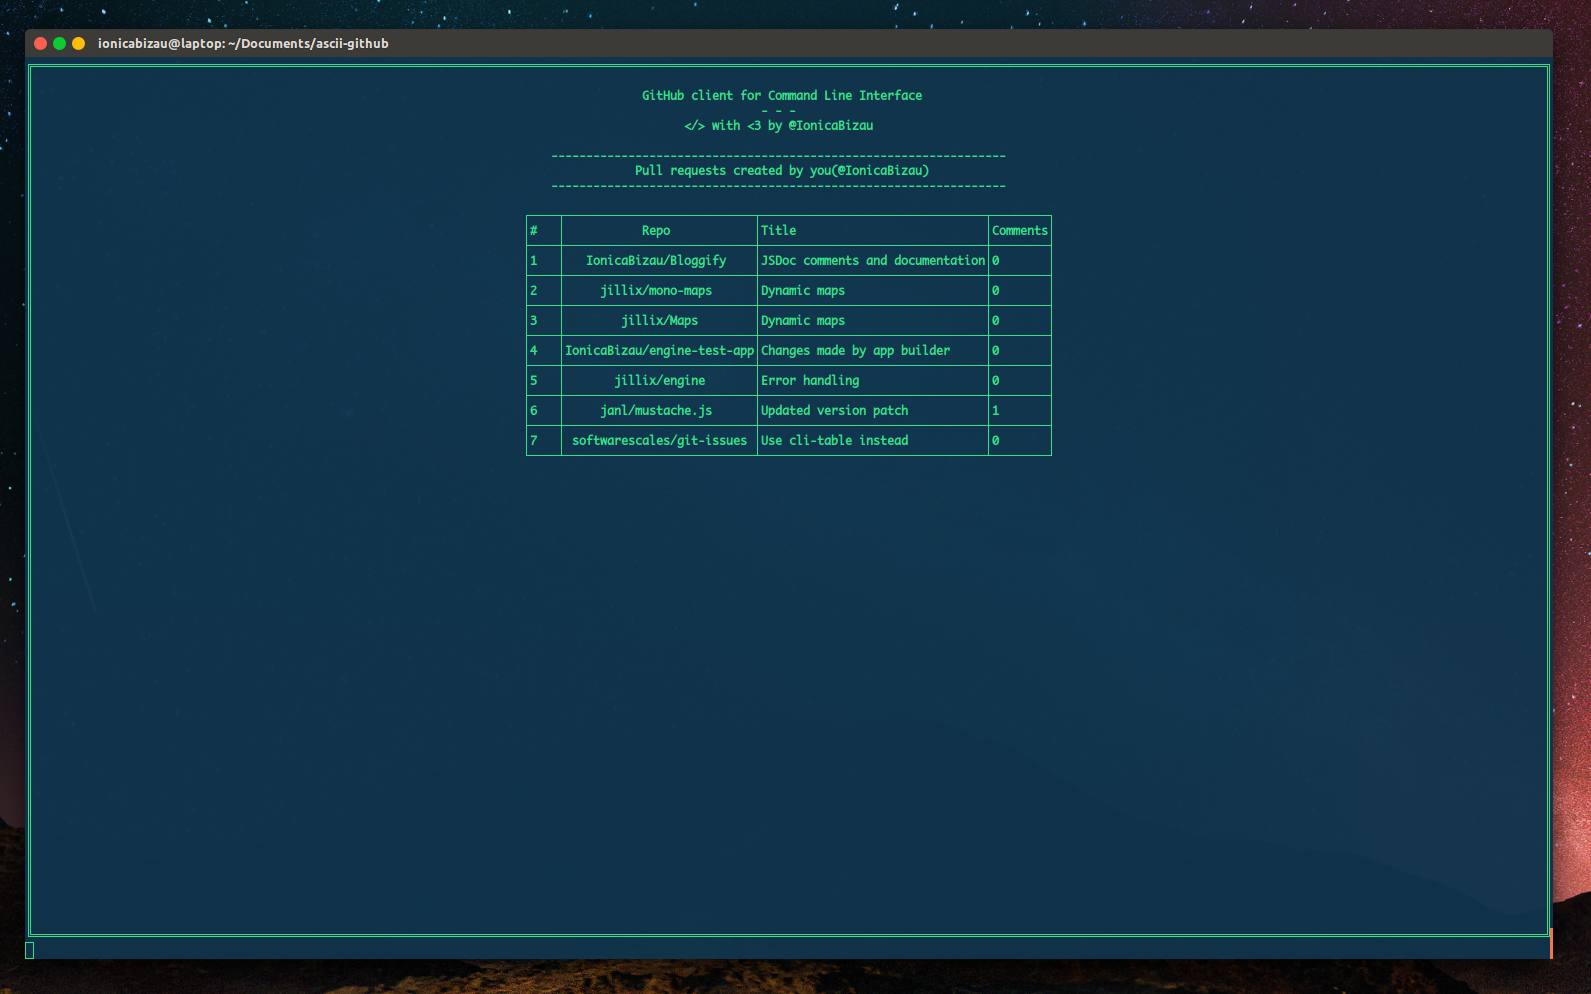 ionicabizau@laptop: ~/Documents/ascii-github
GitHub client for Command Line Interface
- - -
</> with <3 by @IonicaBizau
-----------------------------------------------------------------
Pull requests created by you(@IonicaBizau)
-----------------------------------------------------------------
# Repo Title Comments
1 IonicaBizau/Bloggify JSDoc comments and documentation 0
2 jillix/mono-maps Dynamic maps 0
3 jillix/Maps Dynamic maps 0
4 IonicaBizau/engine-test-app Changes made by app builder 0
5 jillix/engine Error handling 0
6 janl/mustache.js Updated version patch 1
7 softwarescales/git-issues Use cli-table instead 0